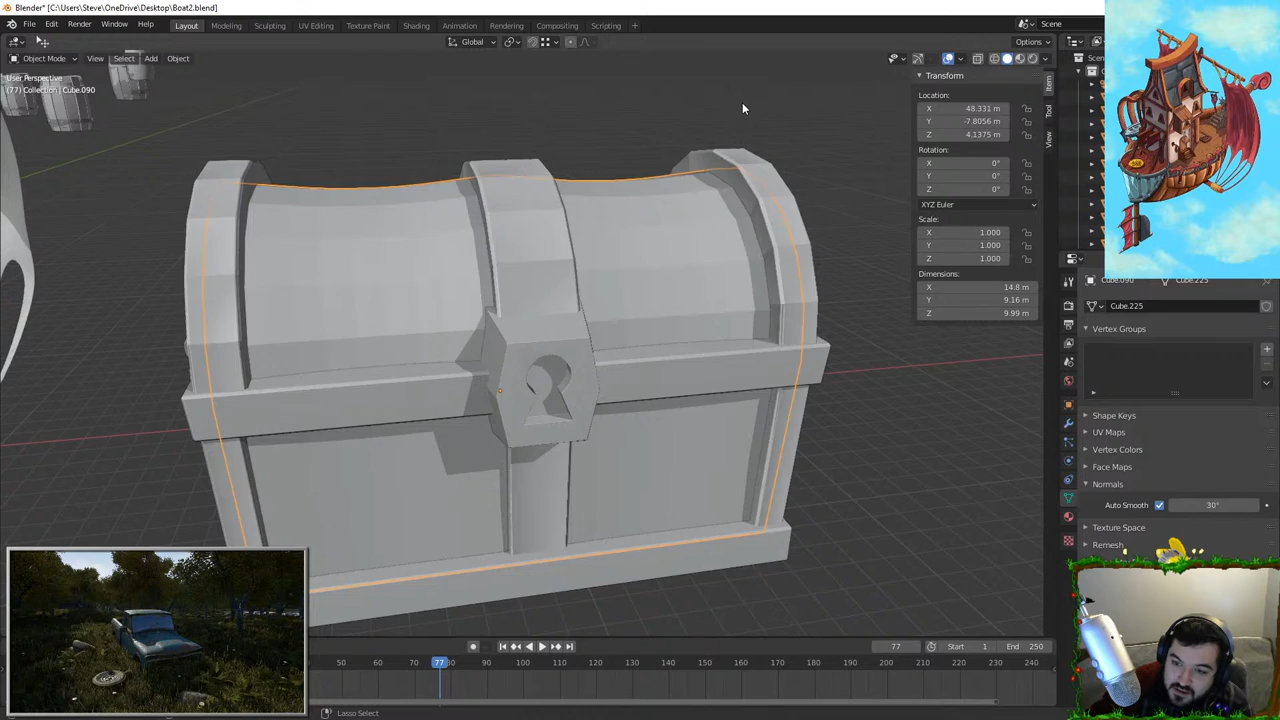 Blender* [C:\Users\Steve\OneDrive\Desktop\Boat2.blend]
File Edit Render Window Help Layout Modeling Sculpting UV Editing Texture Paint Shading Animation Rendering Compositing Scripting + Scene
Global Options
Object Mode View Select Add Object
User Perspective
(77) Collection | Cube.090
Transform
Location:
X 48.331 m
Y -7.8056 m
Z 4.1375 m
Rotation:
X 0°
Y 0°
Z 0°
XYZ Euler
Scale:
X 1.000
Y 1.000
Z 1.000
Dimensions:
X 14.8 m
Y 9.16 m
Z 9.99 m
Item
Tool
View
Cube.090 Cube.225
Cube.225
Vertex Groups
Shape Keys
UV Maps
Vertex Colors
Face Maps
Normals
Auto Smooth 30°
Texture Space
Remesh
77 Start 1 End 250
50 60 70 77 80 90 100 110 120 130 140 150 160 170 180 190 200 210 220 230 240
Lasso Select